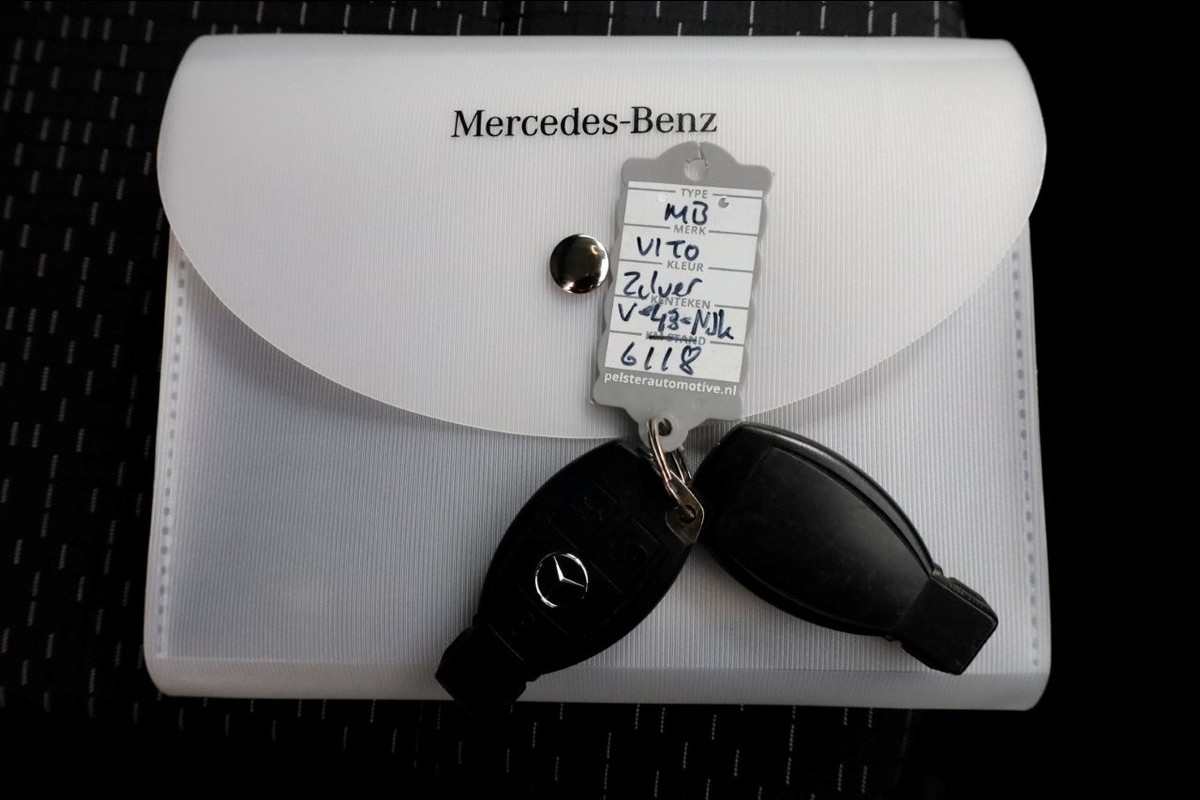 Mercedes-Benz
TYPE
MB
MERK
VITO
KLEUR
Zilver
KENTEKEN
V-43-NJk
KM STAND
6118
pelsterautomotive.nl